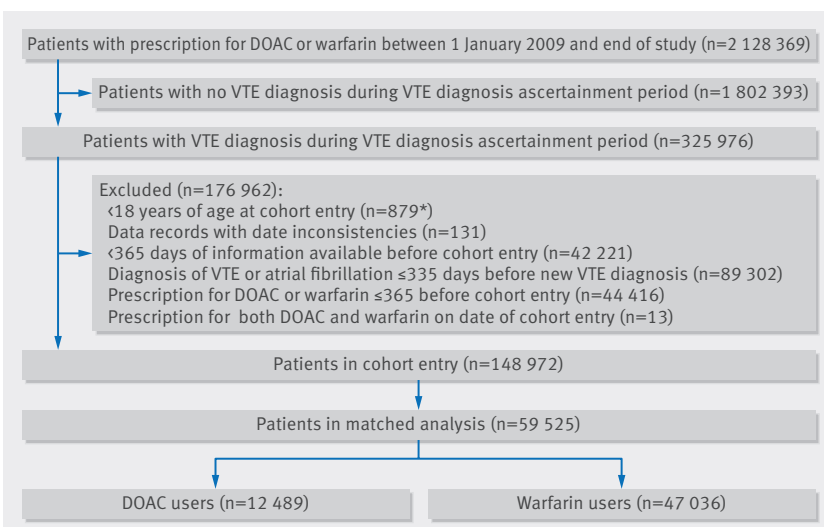 Patients with prescription for DOAC or warfarin between 1 January 2009 and end of study (n=2 128 369)
Patients with no VTE diagnosis during VTE diagnosis ascertainment period (n=1 802 393)
Patients with VTE diagnosis during VTE diagnosis ascertainment period (n=325 976)
Excluded (n=176 962):
<18 years of age at cohort entry (n=879*)
Data records with date inconsistencies (n=131)
<365 days of information available before cohort entry (n=42 221)
Diagnosis of VTE or atrial fibrillation ≤335 days before new VTE diagnosis (n=89 302)
Prescription for DOAC or warfarin ≤365 before cohort entry (n=44 416)
Prescription for both DOAC and warfarin on date of cohort entry (n=13)
Patients in cohort entry (n=148 972)
Patients in matched analysis (n=59 525)
DOAC users (n=12 489)
Warfarin users (n=47 036)